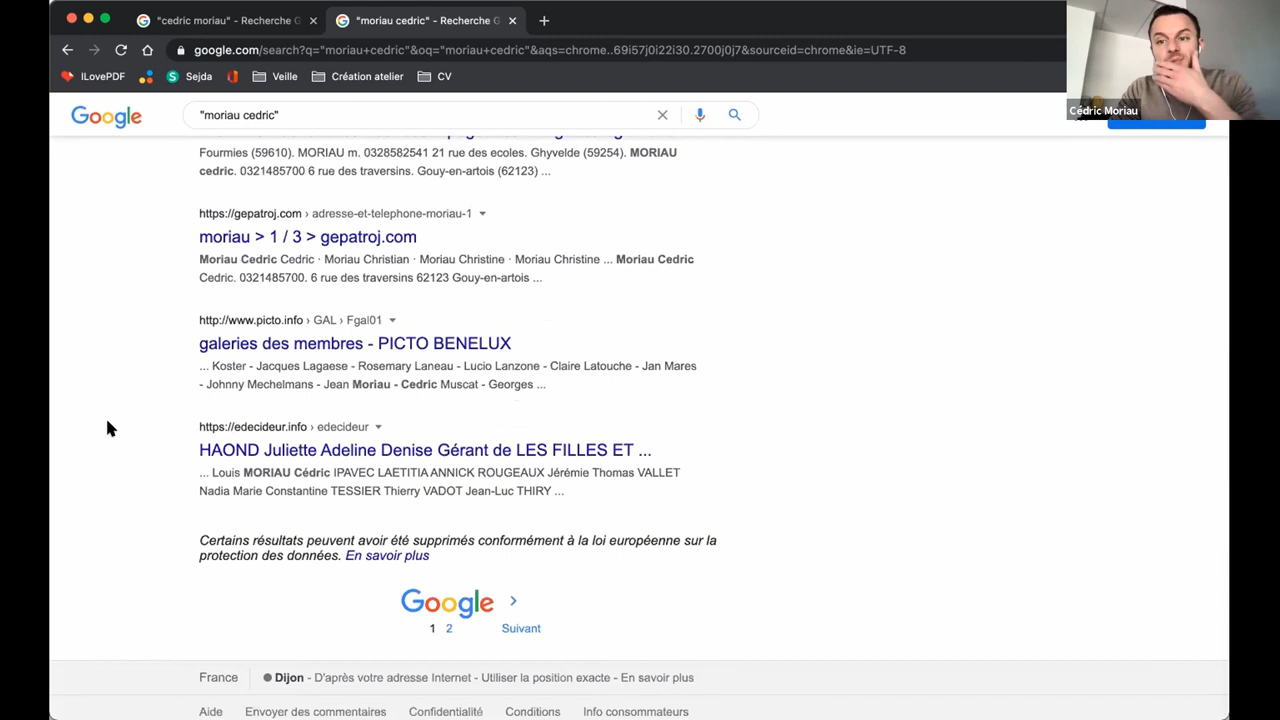 "cedric moriau" - Recherche G
"moriau cedric" - Recherche G
google.com/search?q="moriau+cedric"&oq="moriau+cedric"&aqs=chrome..69i57j0i22i30.2700j0j7&sourceid=chrome&ie=UTF-8
ILovePDF
Sejda
Veille
Création atelier
CV
Cédric Moriau
Google
"moriau cedric"
Fournies (59610). MORIAU m. 0328582541 21 rue des ecoles. Ghyvelde (59254). MORIAU
cedric. 0321485700 6 rue des traversins. Gouy-en-artois (62123) ...
https://gepatroj.com › adresse-et-telephone-moriau-1
moriau > 1 / 3 > gepatroj.com
Moriau Cedric Cedric · Moriau Christian · Moriau Christine · Moriau Christine ... Moriau Cedric
Cedric. 0321485700. 6 rue des traversins 62123 Gouy-en-artois ...
http://www.picto.info › GAL › Fgal01
galeries des membres - PICTO BENELUX
... Koster - Jacques Lagaese - Rosemary Laneau - Lucio Lanzone - Claire Latouche - Jan Mares
- Johnny Mechelmans - Jean Moriau - Cedric Muscat - Georges ...
https://edecideur.info › edecideur
HAOND Juliette Adeline Denise Gérant de LES FILLES ET ...
... Louis MORIAU Cédric IPAVEC LAETITIA ANNICK ROUGEAUX Jérémie Thomas VALLET
Nadia Marie Constantine TESSIER Thierry VADOT Jean-Luc THIRY ...
Certains résultats peuvent avoir été supprimés conformément à la loi européenne sur la
protection des données. En savoir plus
Google
1 2 Suivant
France
Dijon - D'après votre adresse Internet - Utiliser la position exacte - En savoir plus
Aide Envoyer des commentaires Confidentialité Conditions Info consommateurs